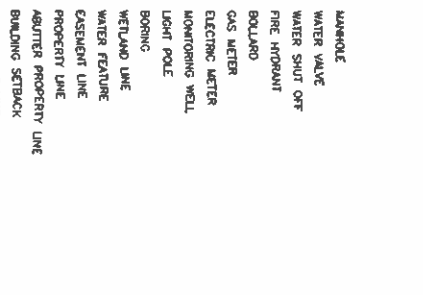 MANHOLE
WATER VALVE
WATER SHUT OFF
FIRE HYDRANT
BOLLARD
GAS METER
ELECTRIC METER
MONITORING WELL
LIGHT POLE
BORING
WETLAND LINE
WATER FEATURE
EASEMENT LINE
PROPERTY LINE
ABUTTER PROPERTY LINE
BUILDING SETBACK